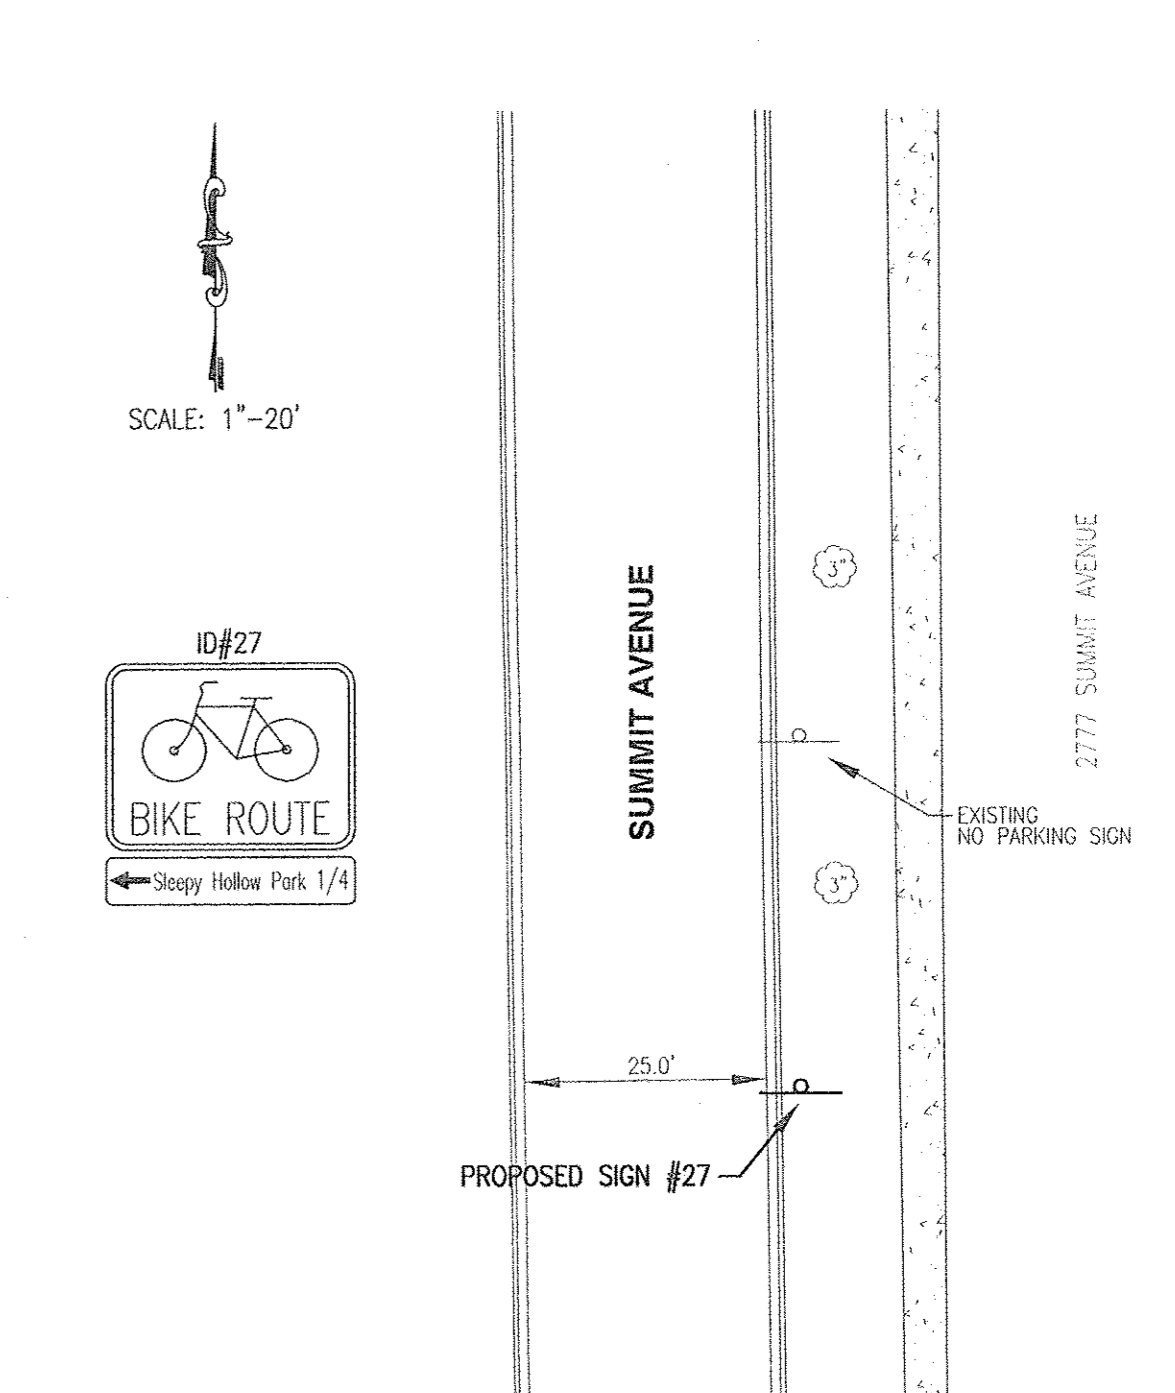 SCALE: 1"-20'
ID#27
BIKE ROUTE
Sleepy Hollow Park 1/4
SUMMIT AVENUE
3"
2777 SUMMIT AVENUE
EXISTING
NO PARKING SIGN
3"
25.0'
PROPOSED SIGN #27